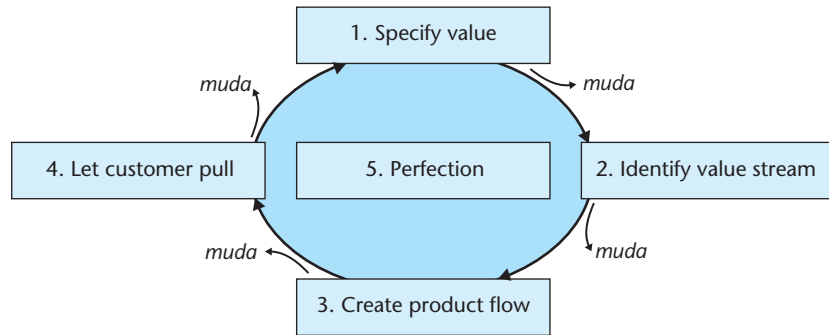 1. Specify value
muda
muda
4. Let customer pull
5. Perfection
2. Identify value stream
muda
muda
3. Create product flow